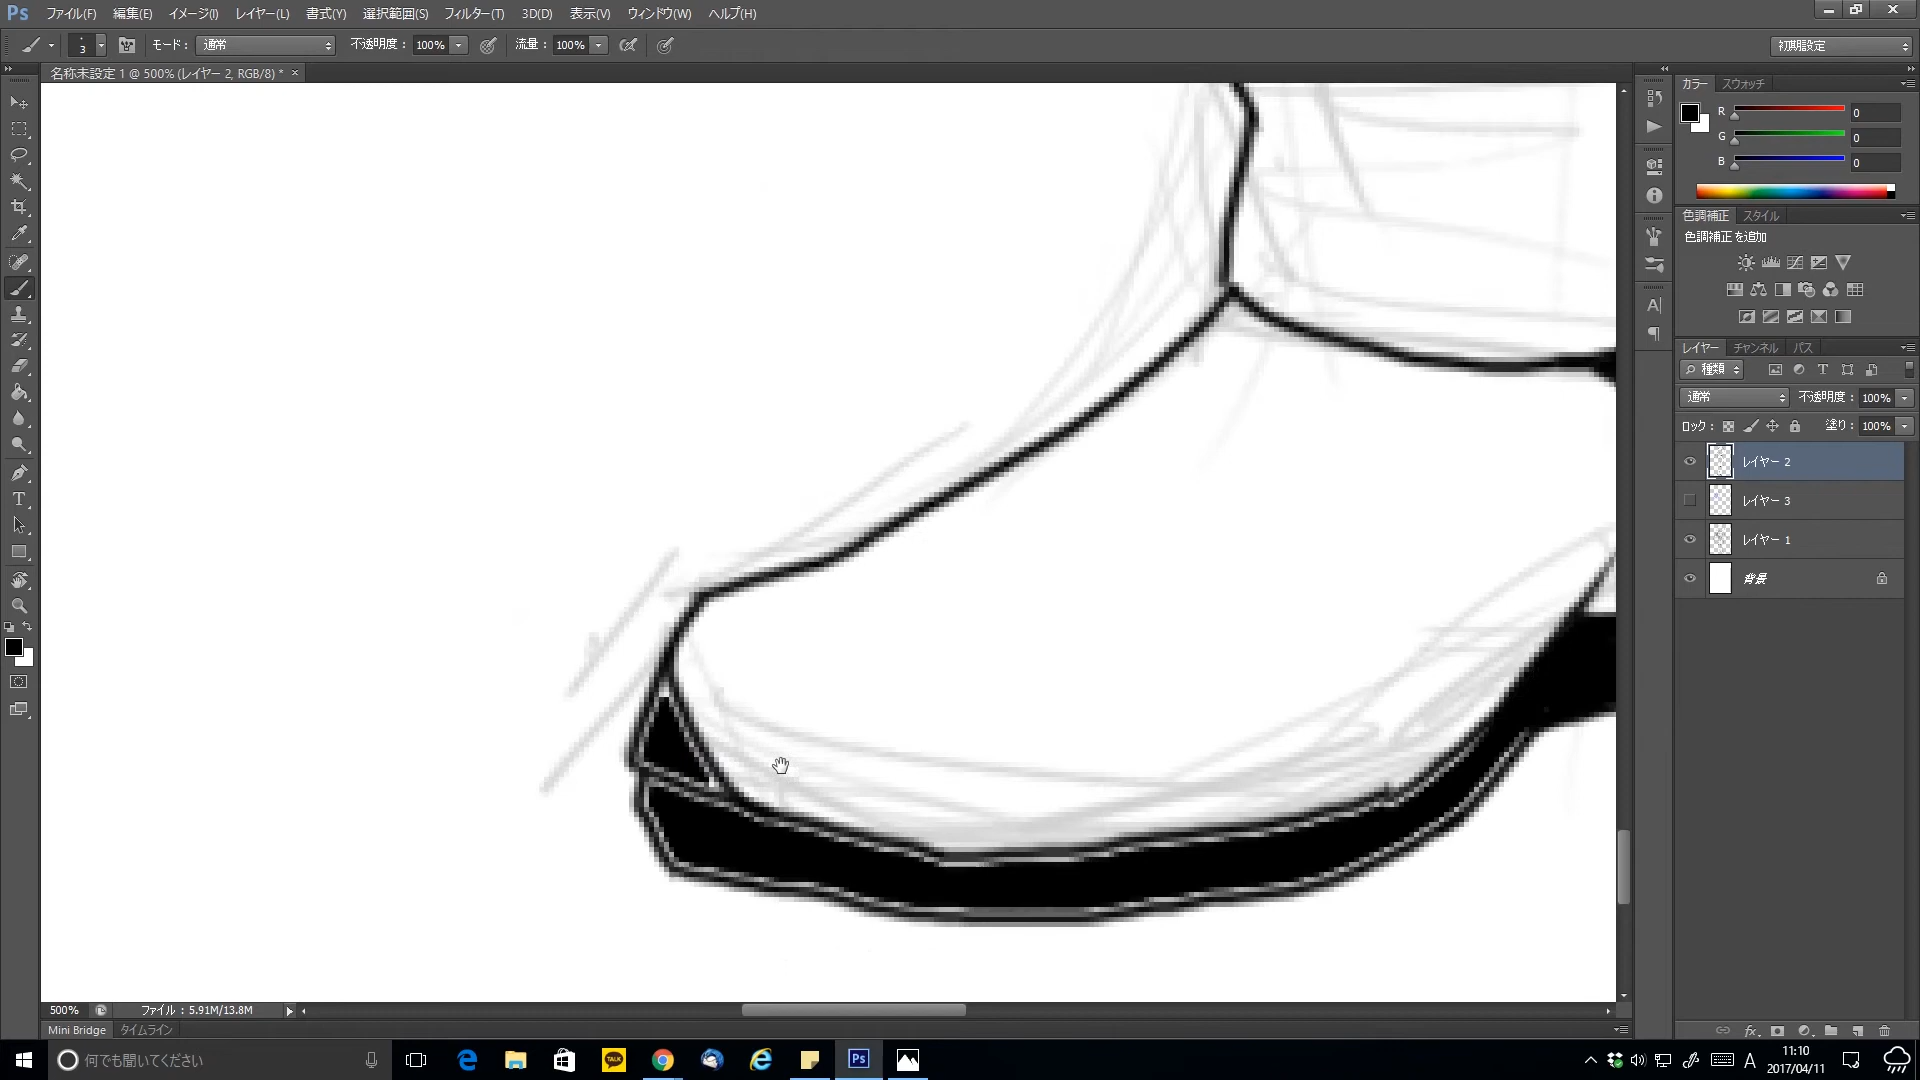 Ps ファイル(F) 編集(E) イメージ(I) レイヤー(L) 書式(Y) 選択範囲(S) フィルター(T) 3D(D) 表示(V) ウィンドウ(W) ヘルプ(H)
3 モード : 通常 不透明度 : 100% 流量 : 100% 初期設定
名称未設定 1 @ 500% (レイヤー 2, RGB/8) * ×
カラー スウォッチ
R 0
G 0
B 0
色調補正 スタイル
色調補正を追加
レイヤー チャンネル パス
種類
通常 不透明度 : 100%
ロック : 塗り : 100%
レイヤー 2
レイヤー 3
レイヤー 1
背景
500% ファイル : 5.91M/13.8M
Mini Bridge タイムライン
何でも聞いてください TALK Ps A 11:10
2017/04/11